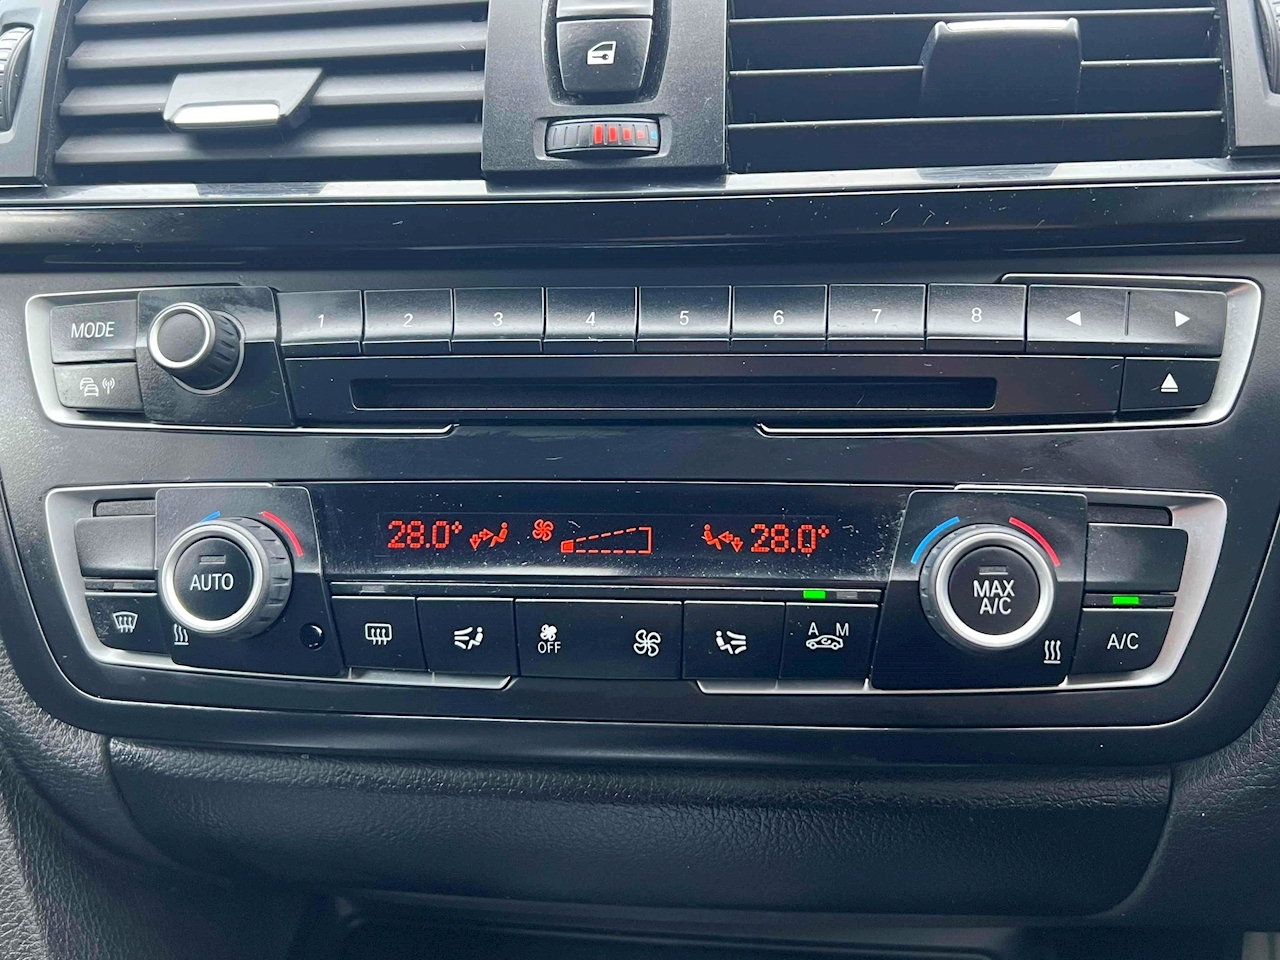 MODE 1 2 3 4 5 6 7 8
28.0° 28.0°
AUTO
MAX
A/C
OFF
A M
A/C